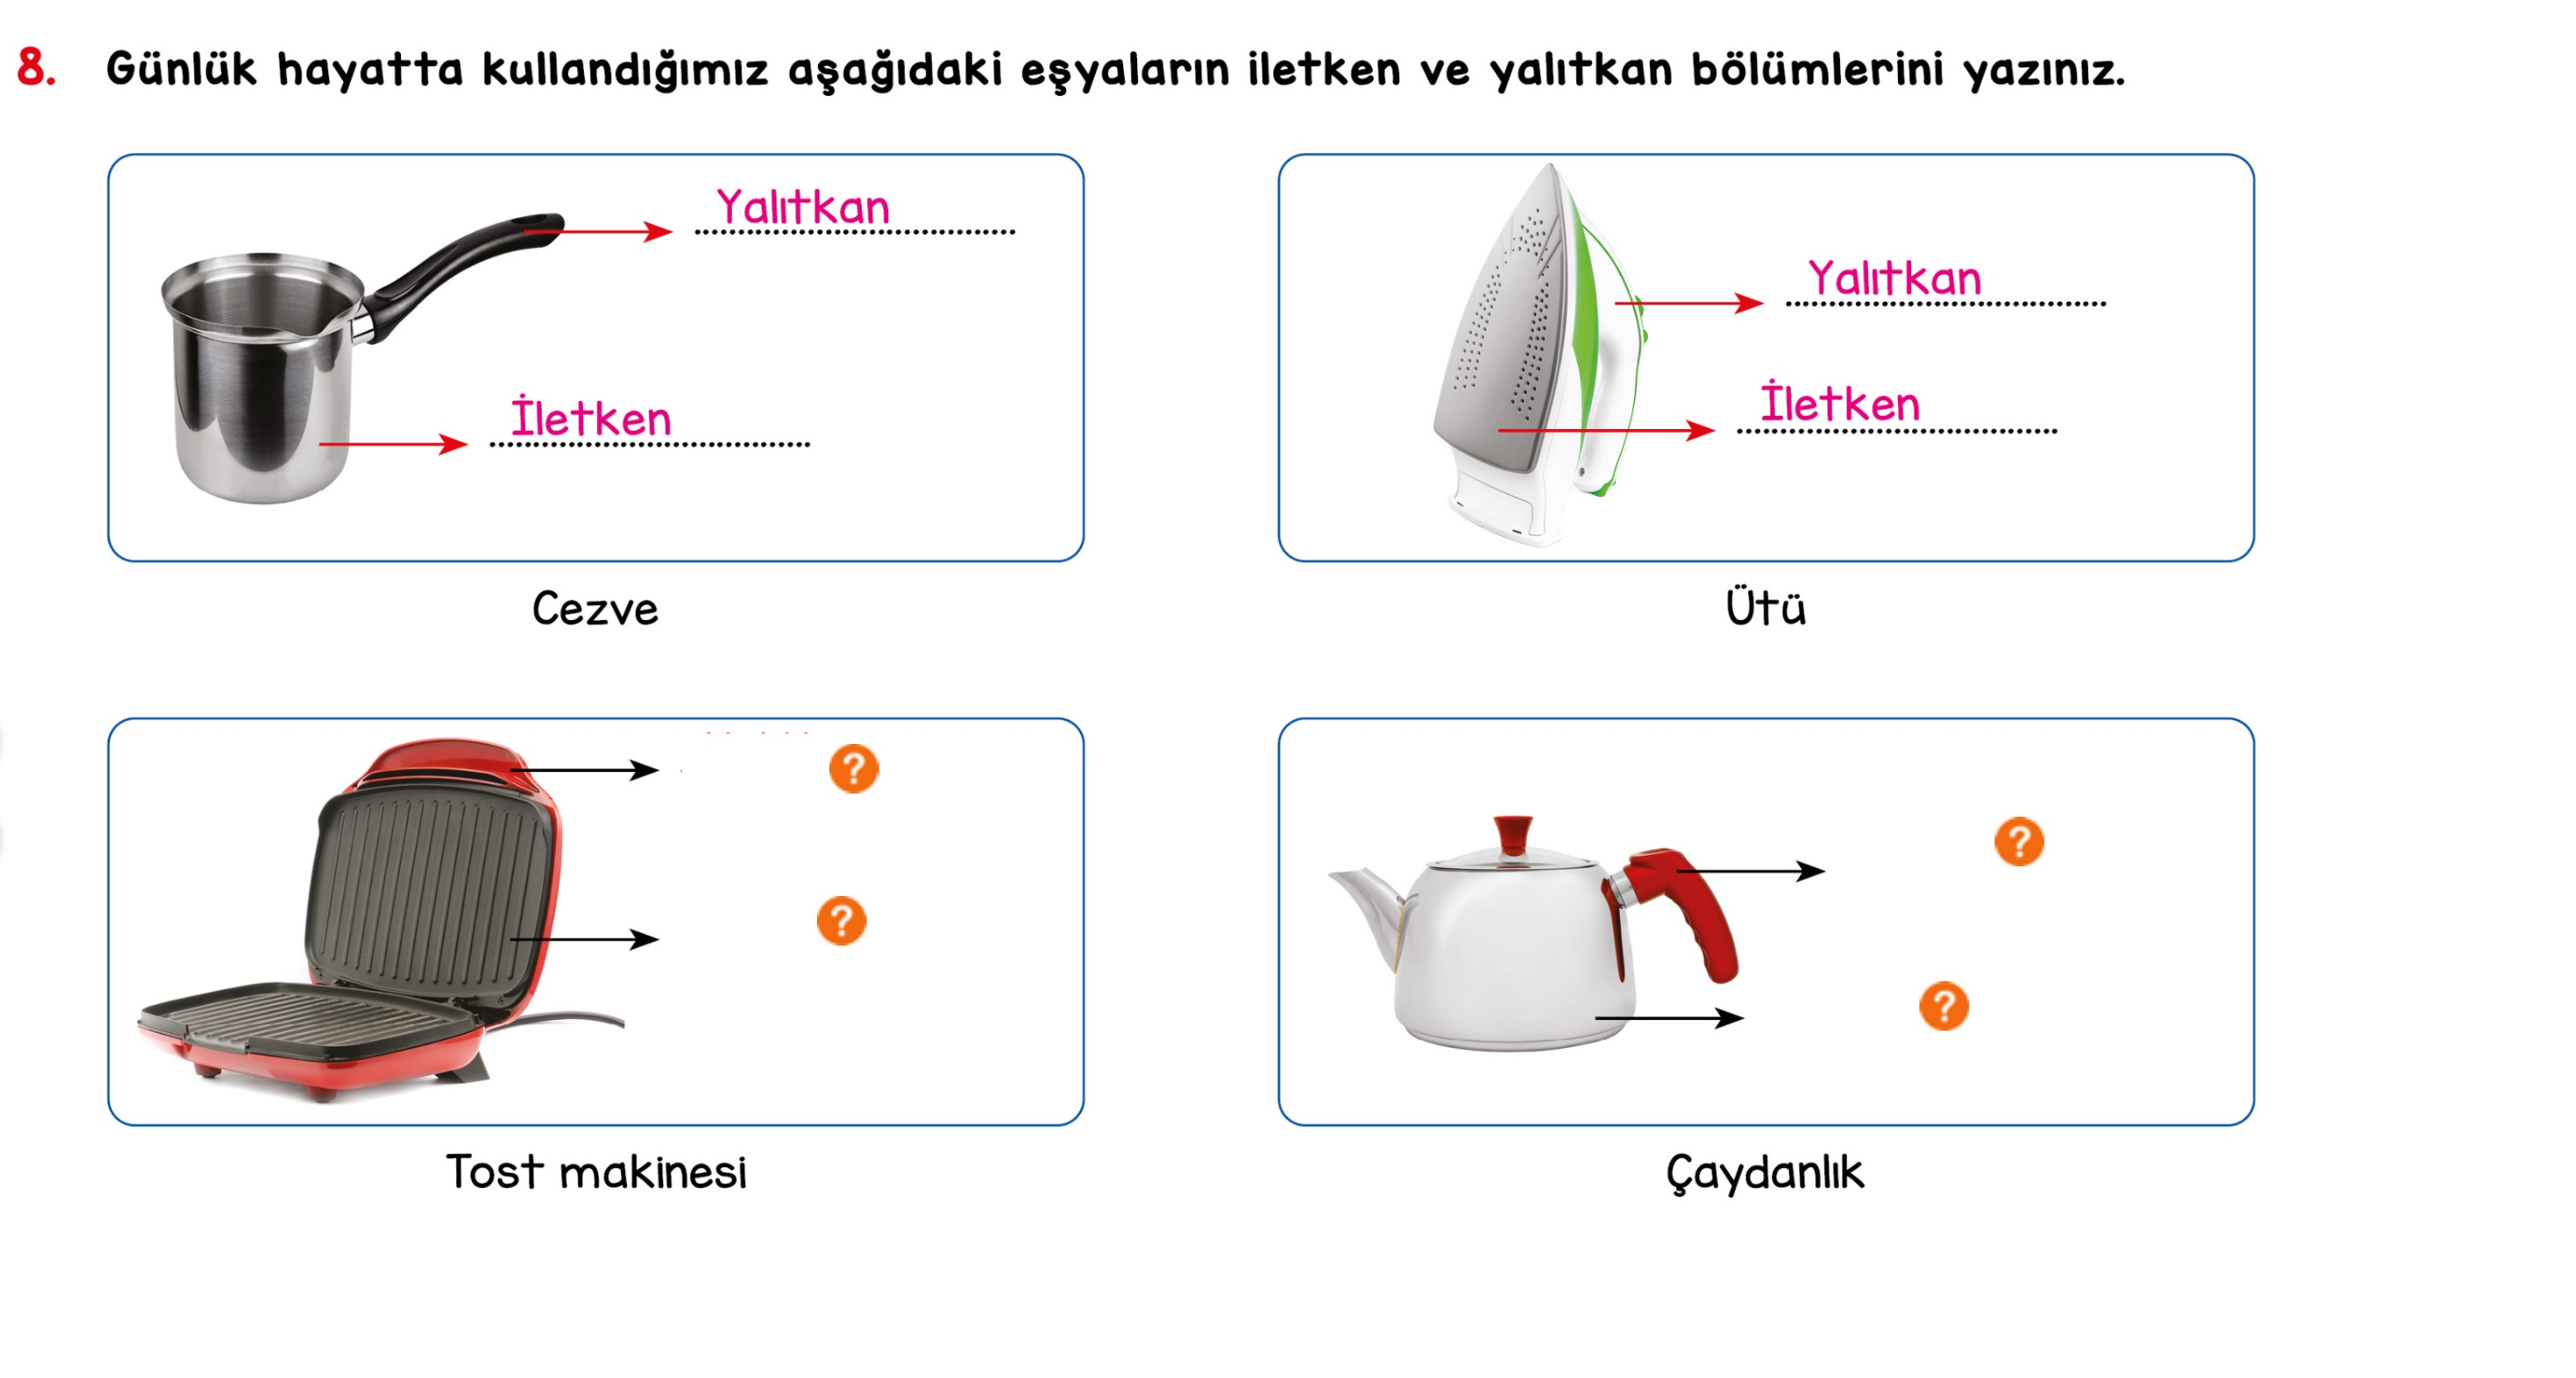 8. Günlük hayatta kullandığımız aşağıdaki eşyaların iletken ve yalıtkan bölümlerini yazınız.
Yalıtkan
İletken
Cezve
Yalıtkan
İletken
Ütü
?
?
Tost makinesi
?
?
Çaydanlık